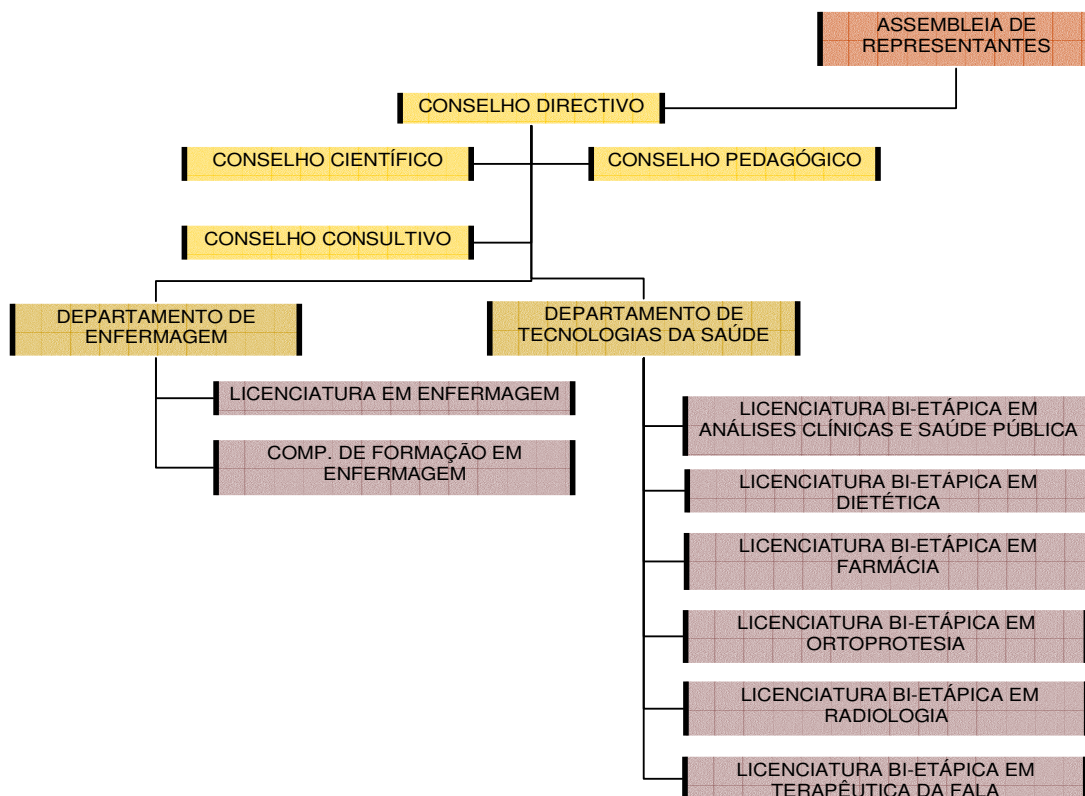 ASSEMBLEIA DE
REPRESENTANTES
CONSELHO DIRECTIVO
CONSELHO CIENTÍFICO
CONSELHO PEDAGÓGICO
CONSELHO CONSULTIVO
DEPARTAMENTO DE
ENFERMAGEM
DEPARTAMENTO DE
TECNOLOGIAS DA SAÚDE
LICENCIATURA EM ENFERMAGEM
COMP. DE FORMAÇÃO EM
ENFERMAGEM
LICENCIATURA BI-ETÁPICA EM
ANÁLISES CLÍNICAS E SAÚDE PÚBLICA
LICENCIATURA BI-ETÁPICA EM
DIETÉTICA
LICENCIATURA BI-ETÁPICA EM
FARMÁCIA
LICENCIATURA BI-ETÁPICA EM
ORTOPROTESIA
LICENCIATURA BI-ETÁPICA EM
RADIOLOGIA
LICENCIATURA BI-ETÁPICA EM
TERAPÊUTICA DA FALA